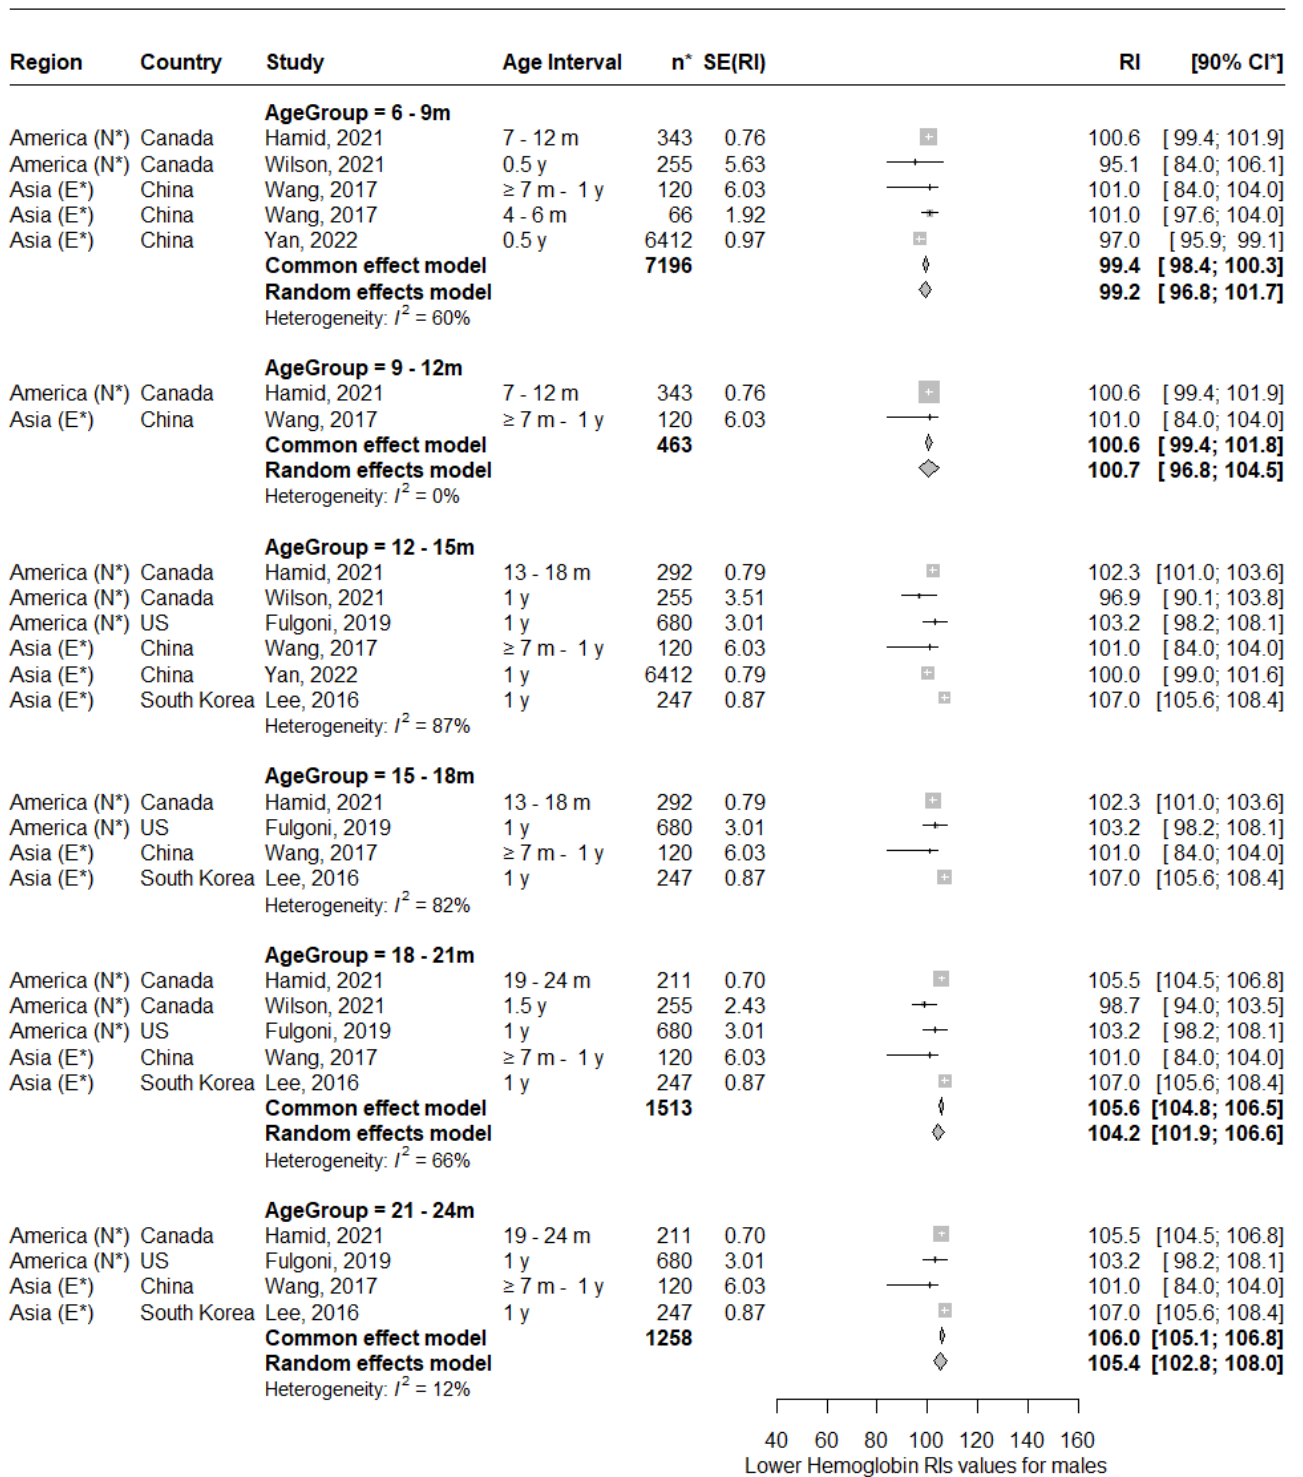 Region Country Study Age Interval n* SE(RI) RI [90% CI*]
AgeGroup = 6 - 9m
America (N*) Canada Hamid, 2021 7 - 12 m 343 0.76 100.6 [ 99.4; 101.9]
America (N*) Canada Wilson, 2021 0.5 y 255 5.63 95.1 [ 84.0; 106.1]
Asia (E*) China Wang, 2017 ≥ 7 m - 1 y 120 6.03 101.0 [ 84.0; 104.0]
Asia (E*) China Wang, 2017 4 - 6 m 66 1.92 101.0 [ 97.6; 104.0]
Asia (E*) China Yan, 2022 0.5 y 6412 0.97 97.0 [ 95.9; 99.1]
Common effect model 7196 99.4 [ 98.4; 100.3]
Random effects model 99.2 [ 96.8; 101.7]
Heterogeneity: I² = 60%
AgeGroup = 9 - 12m
America (N*) Canada Hamid, 2021 7 - 12 m 343 0.76 100.6 [ 99.4; 101.9]
Asia (E*) China Wang, 2017 ≥ 7 m - 1 y 120 6.03 101.0 [ 84.0; 104.0]
Common effect model 463 100.6 [ 99.4; 101.8]
Random effects model 100.7 [ 96.8; 104.5]
Heterogeneity: I² = 0%
AgeGroup = 12 - 15m
America (N*) Canada Hamid, 2021 13 - 18 m 292 0.79 102.3 [101.0; 103.6]
America (N*) Canada Wilson, 2021 1 y 255 3.51 96.9 [ 90.1; 103.8]
America (N*) US Fulgoni, 2019 1 y 680 3.01 103.2 [ 98.2; 108.1]
Asia (E*) China Wang, 2017 ≥ 7 m - 1 y 120 6.03 101.0 [ 84.0; 104.0]
Asia (E*) China Yan, 2022 1 y 6412 0.79 100.0 [ 99.0; 101.6]
Asia (E*) South Korea Lee, 2016 1 y 247 0.87 107.0 [105.6; 108.4]
Heterogeneity: I² = 87%
AgeGroup = 15 - 18m
America (N*) Canada Hamid, 2021 13 - 18 m 292 0.79 102.3 [101.0; 103.6]
America (N*) US Fulgoni, 2019 1 y 680 3.01 103.2 [ 98.2; 108.1]
Asia (E*) China Wang, 2017 ≥ 7 m - 1 y 120 6.03 101.0 [ 84.0; 104.0]
Asia (E*) South Korea Lee, 2016 1 y 247 0.87 107.0 [105.6; 108.4]
Heterogeneity: I² = 82%
AgeGroup = 18 - 21m
America (N*) Canada Hamid, 2021 19 - 24 m 211 0.70 105.5 [104.5; 106.8]
America (N*) Canada Wilson, 2021 1.5 y 255 2.43 98.7 [ 94.0; 103.5]
America (N*) US Fulgoni, 2019 1 y 680 3.01 103.2 [ 98.2; 108.1]
Asia (E*) China Wang, 2017 ≥ 7 m - 1 y 120 6.03 101.0 [ 84.0; 104.0]
Asia (E*) South Korea Lee, 2016 1 y 247 0.87 107.0 [105.6; 108.4]
Common effect model 1513 105.6 [104.8; 106.5]
Random effects model 104.2 [101.9; 106.6]
Heterogeneity: I² = 66%
AgeGroup = 21 - 24m
America (N*) Canada Hamid, 2021 19 - 24 m 211 0.70 105.5 [104.5; 106.8]
America (N*) US Fulgoni, 2019 1 y 680 3.01 103.2 [ 98.2; 108.1]
Asia (E*) China Wang, 2017 ≥ 7 m - 1 y 120 6.03 101.0 [ 84.0; 104.0]
Asia (E*) South Korea Lee, 2016 1 y 247 0.87 107.0 [105.6; 108.4]
Common effect model 1258 106.0 [105.1; 106.8]
Random effects model 105.4 [102.8; 108.0]
Heterogeneity: I² = 12%
40 60 80 100 120 140 160
Lower Hemoglobin RIs values for males